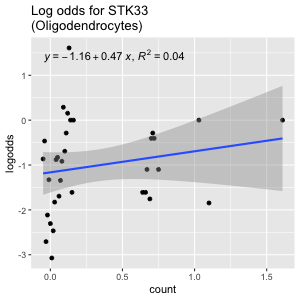 Log odds for STK33
(Oligodendrocytes)
y = −1.16 + 0.47 x, R² = 0.04
1
0
-1
-2
-3
logodds
0.0 0.5 1.0 1.5
count